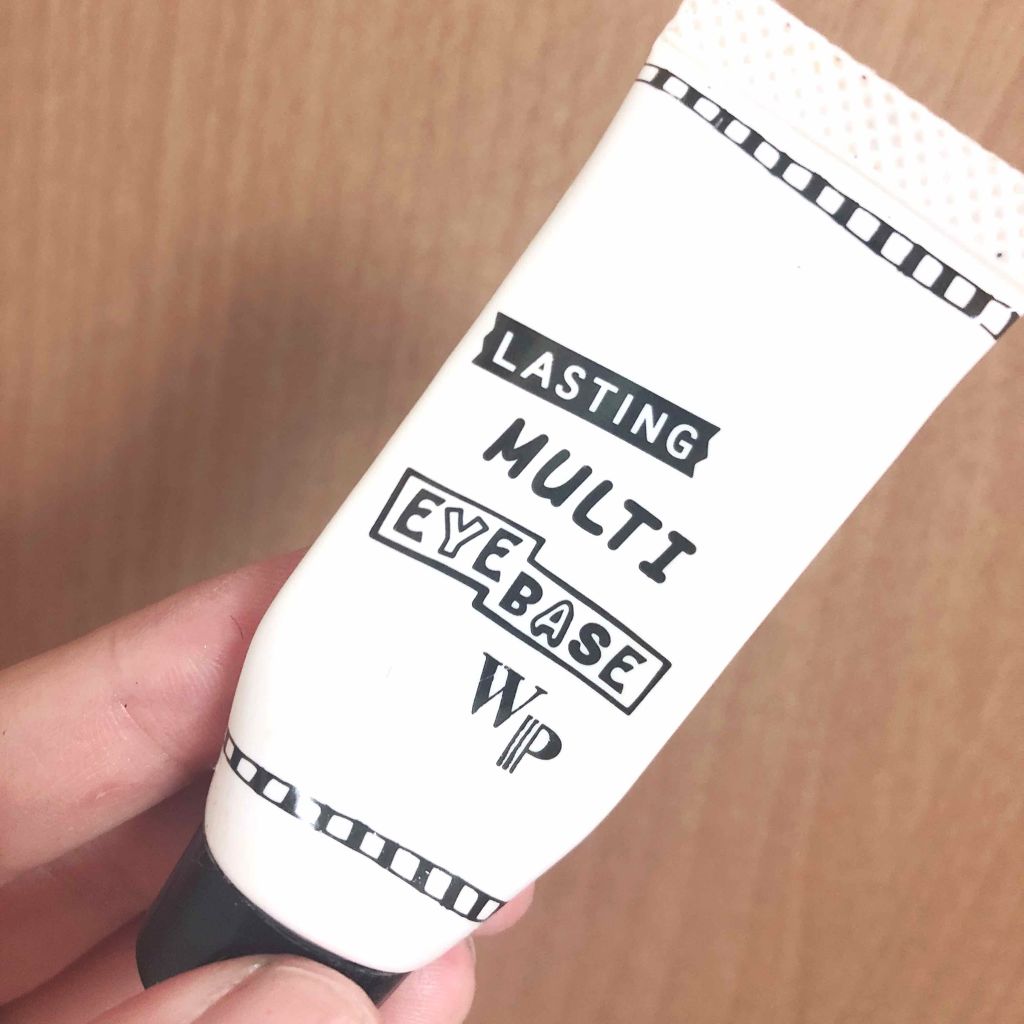 LASTING
MULTI
EYE BASE
WP